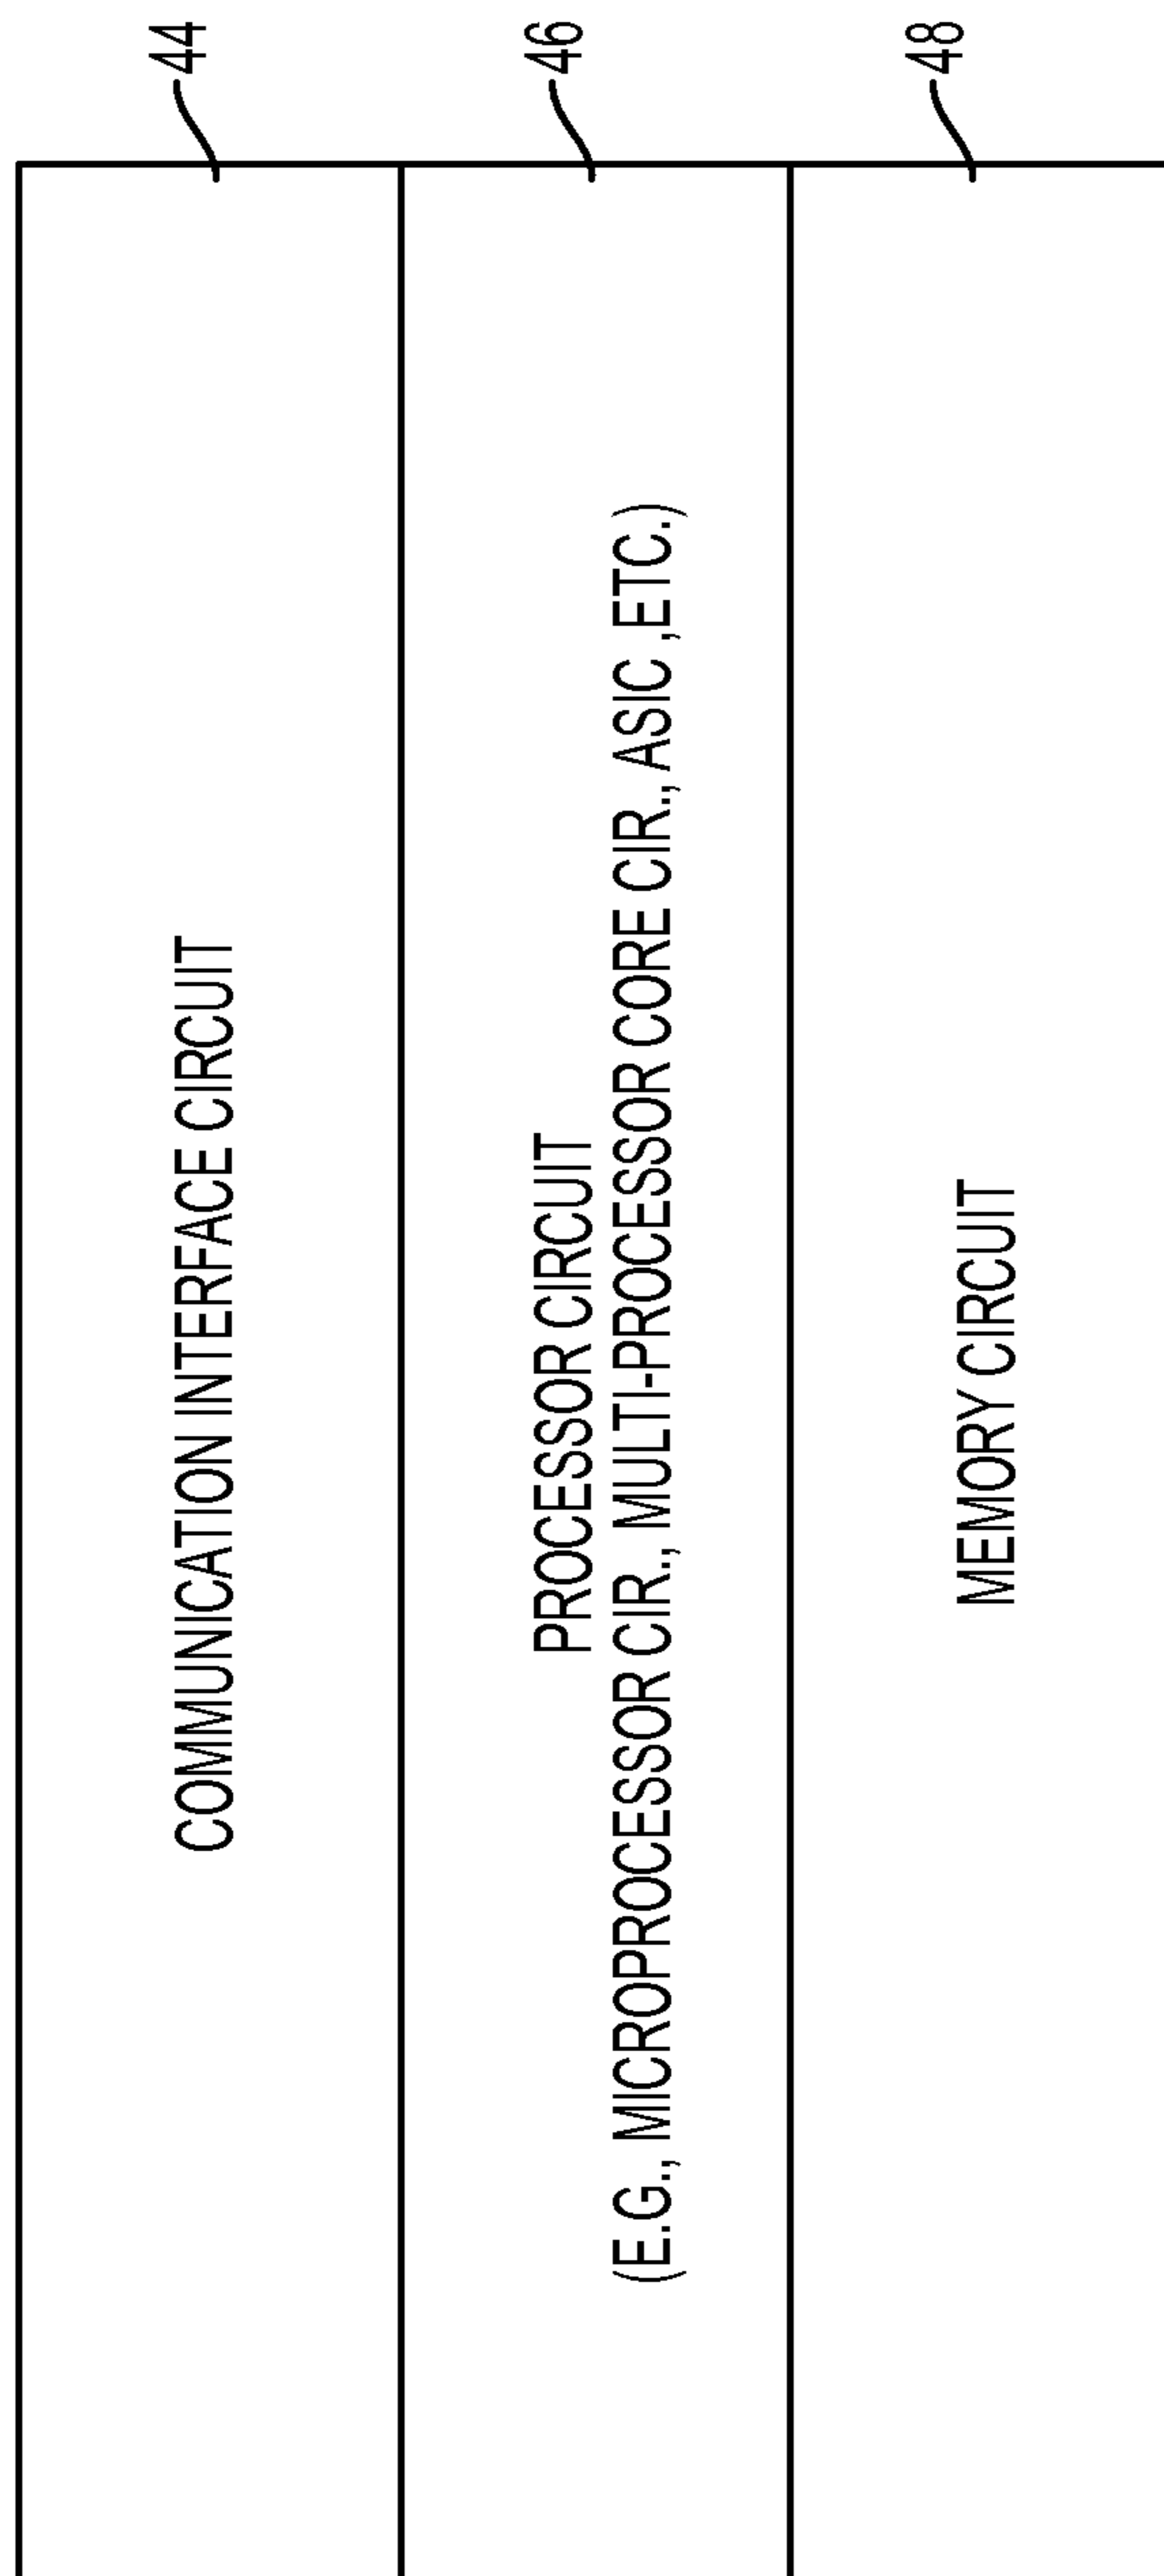 COMMUNICATION INTERFACE CIRCUIT
44
PROCESSOR CIRCUIT
(E.G., MICROPROCESSOR CIR., MULTI-PROCESSOR CORE CIR., ASIC ,ETC.)
46
MEMORY CIRCUIT
48